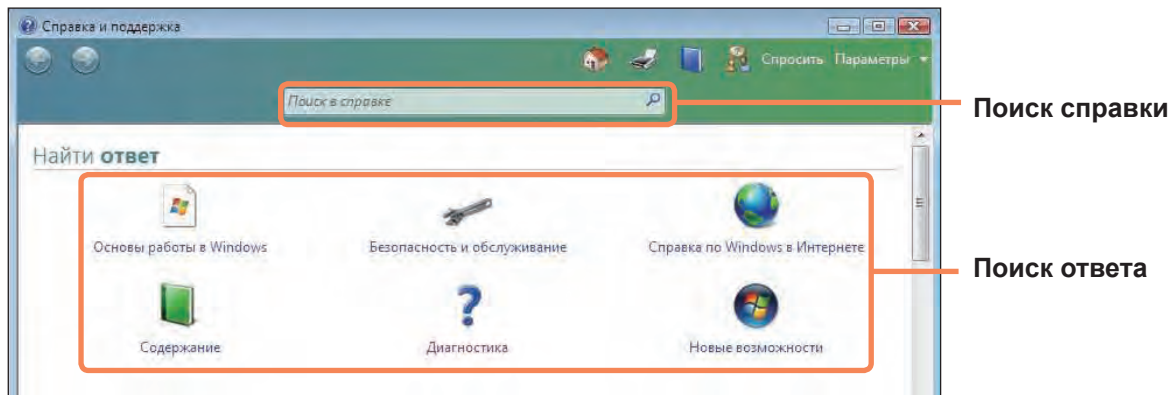 Справка и поддержка
Спросить Параметры
Поиск в справке
Поиск справки
Найти ответ
Основы работы в Windows
Безопасность и обслуживание
Справка по Windows в Интернете
Поиск ответа
Содержание
Диагностика
Новые возможности